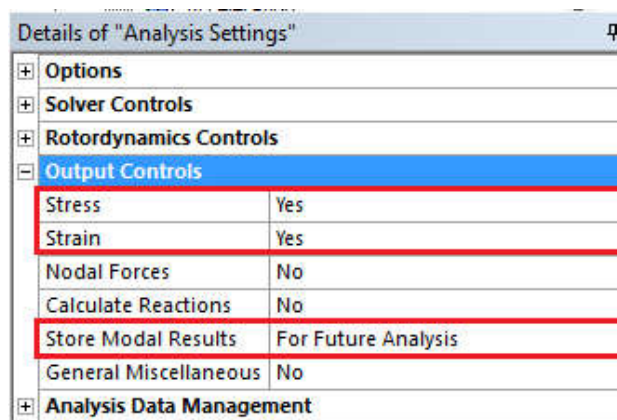 Details of "Analysis Settings"
Options
Solver Controls
Rotordynamics Controls
Output Controls
Stress Yes
Strain Yes
Nodal Forces No
Calculate Reactions No
Store Modal Results For Future Analysis
General Miscellaneous No
Analysis Data Management